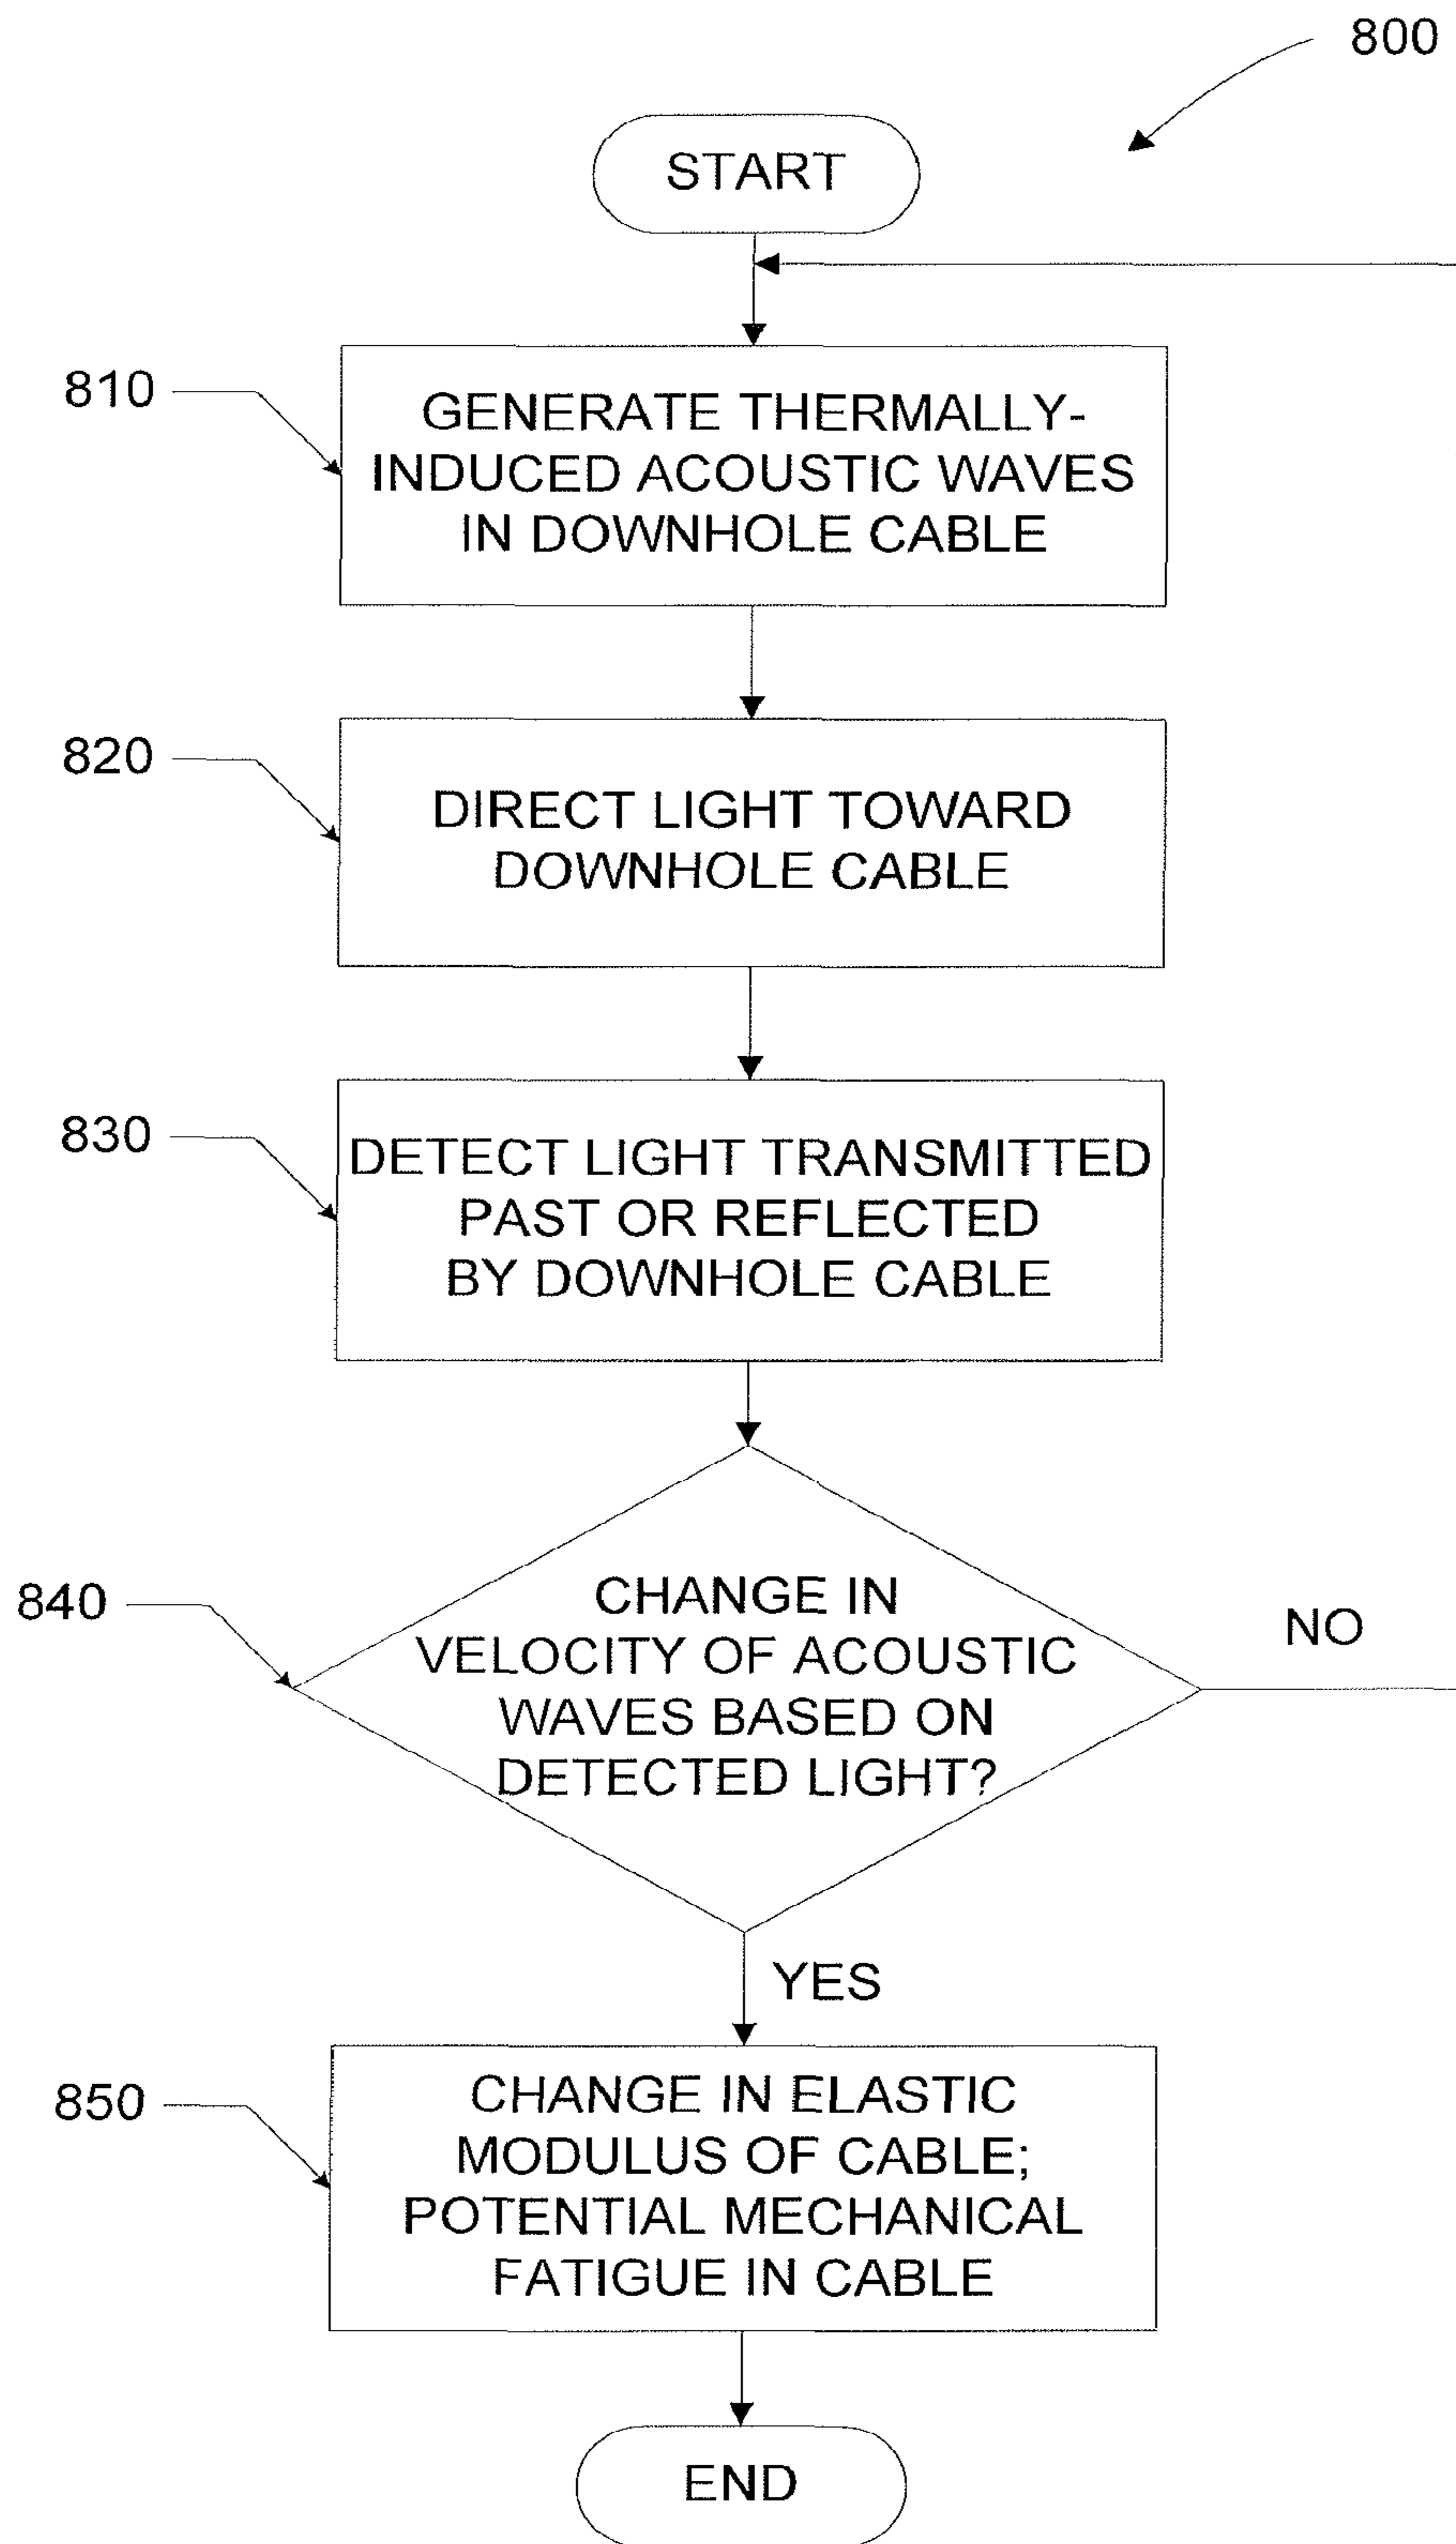 800
START
810
GENERATE THERMALLY-
INDUCED ACOUSTIC WAVES
IN DOWNHOLE CABLE
820
DIRECT LIGHT TOWARD
DOWNHOLE CABLE
830
DETECT LIGHT TRANSMITTED
PAST OR REFLECTED
BY DOWNHOLE CABLE
840
CHANGE IN
VELOCITY OF ACOUSTIC
WAVES BASED ON
DETECTED LIGHT?
NO
YES
850
CHANGE IN ELASTIC
MODULUS OF CABLE;
POTENTIAL MECHANICAL
FATIGUE IN CABLE
END